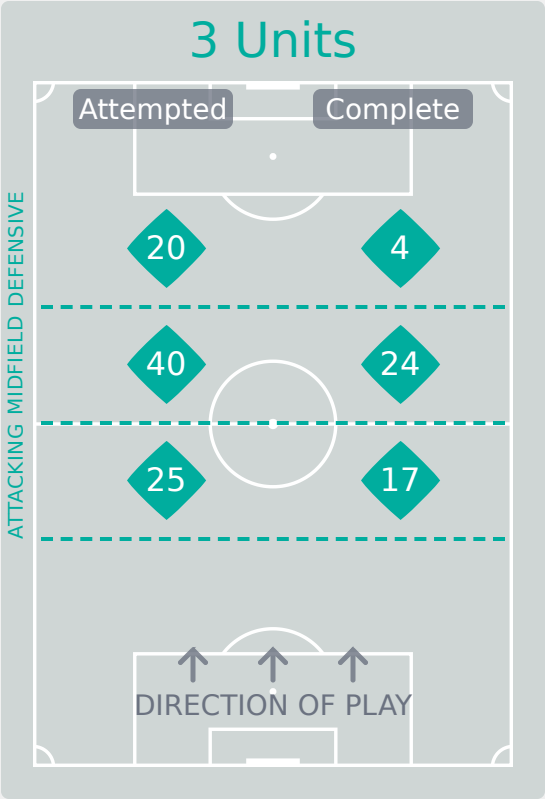 3 Units
Attempted Complete
20 4
40 24
25 17
ATTACKING MIDFIELD DEFENSIVE
DIRECTION OF PLAY